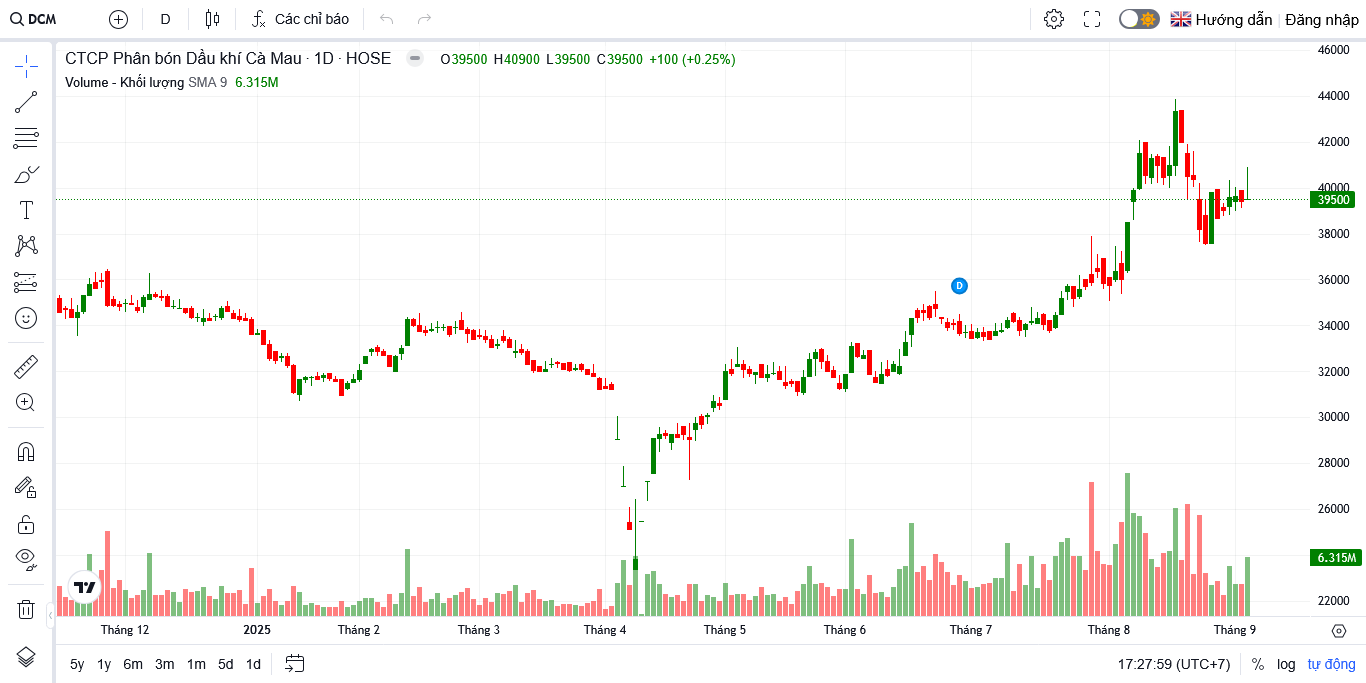 DCM D Các chỉ báo Hướng dẫn Đăng nhập
CTCP Phân bón Dầu khí Cà Mau · 1D · HOSE O39500 H40900 L39500 C39500 +100 (+0.25%)
Volume - Khối lượng SMA 9 6.315M
46000
44000
42000
40000
39500
38000
36000
D
34000
32000
30000
28000
26000
6.315M
22000
Tháng 12 2025 Tháng 2 Tháng 3 Tháng 4 Tháng 5 Tháng 6 Tháng 7 Tháng 8 Tháng 9
5y 1y 6m 3m 1m 5d 1d 17:27:59 (UTC+7) % log tự động